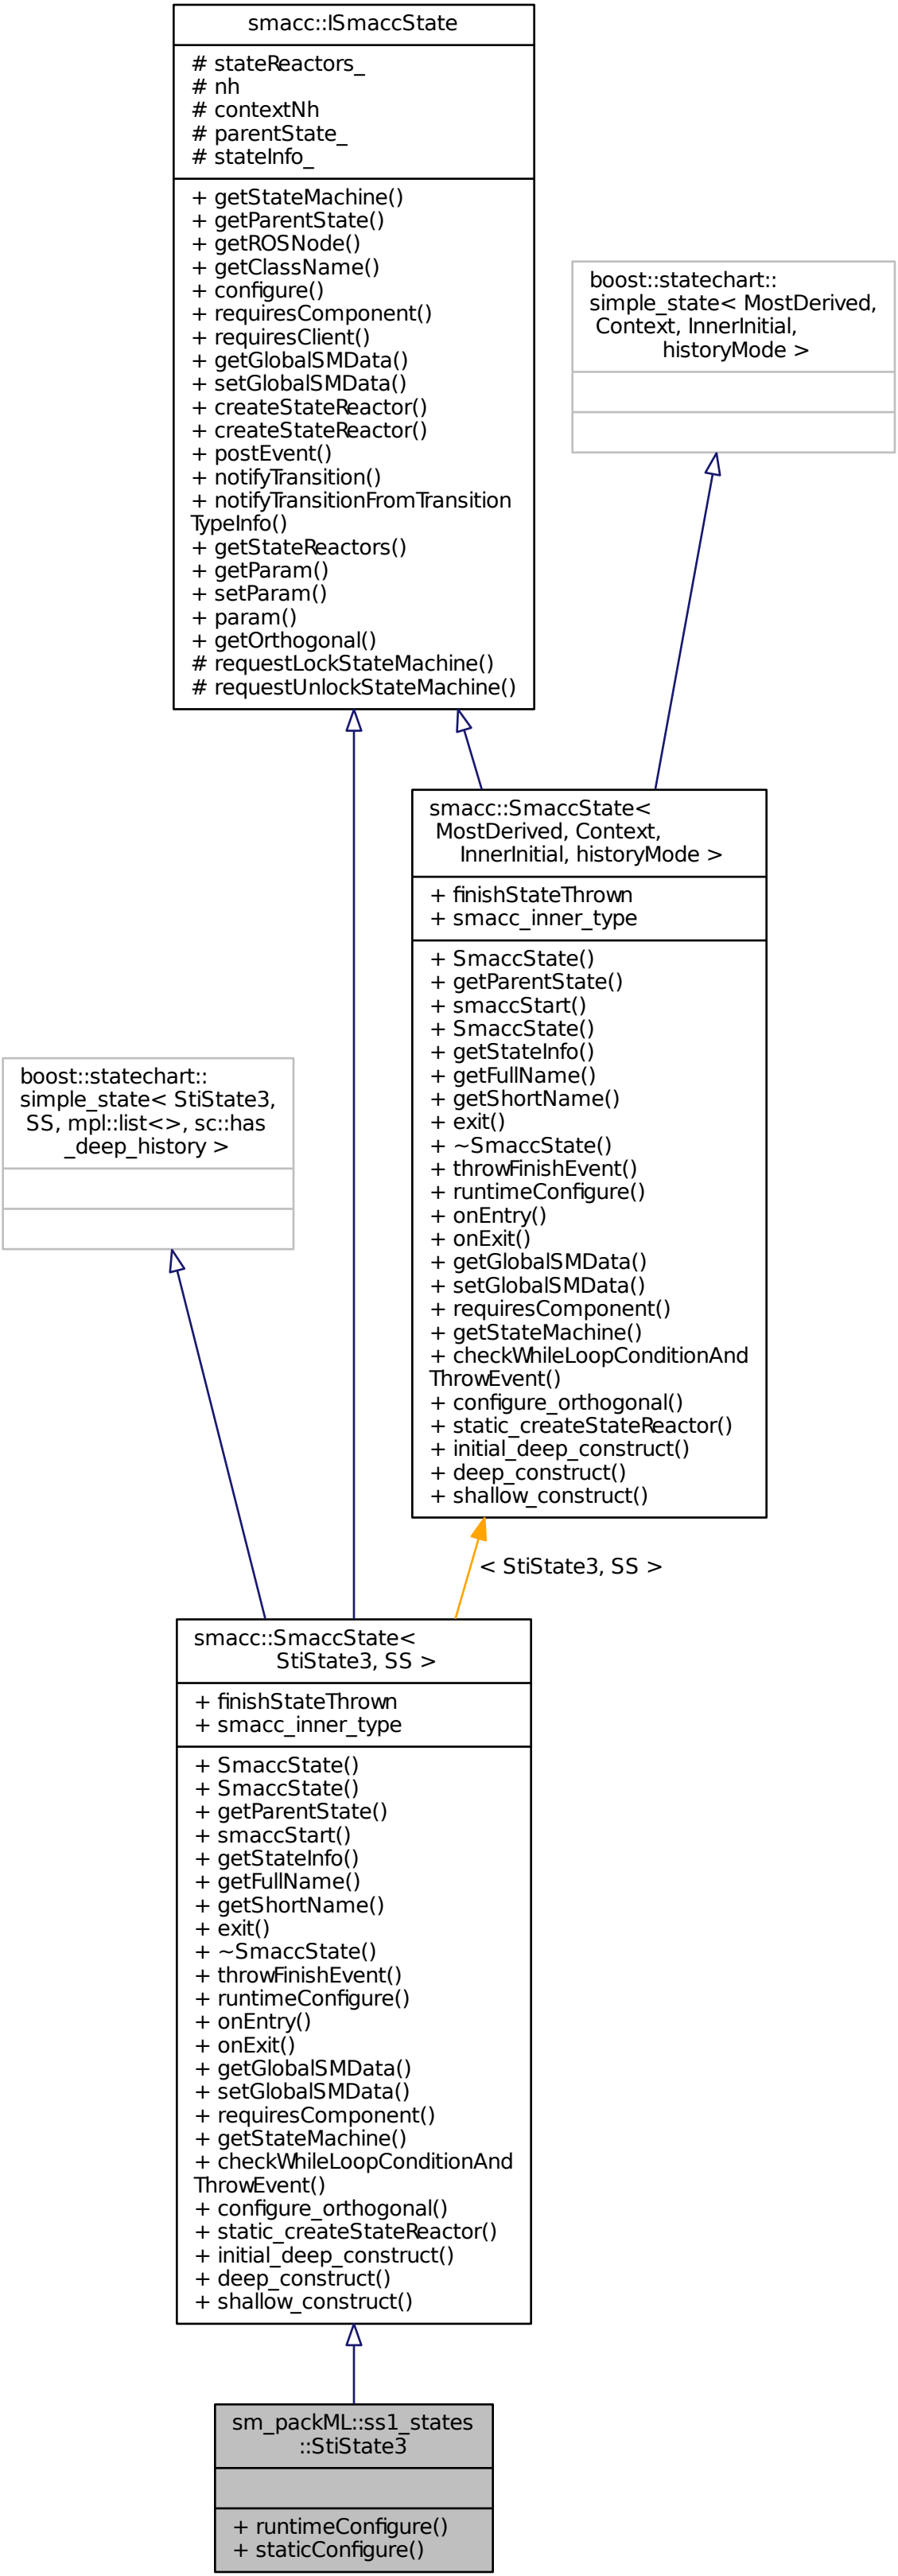 smacc::ISmaccState
# stateReactors_
# nh
# contextNh
# parentState_
# stateInfo_
+ getStateMachine()
+ getParentState()
+ getROSNode()
+ getClassName()
+ configure()
+ requiresComponent()
+ requiresClient()
+ getGlobalSMData()
+ setGlobalSMData()
+ createStateReactor()
+ createStateReactor()
+ postEvent()
+ notifyTransition()
+ notifyTransitionFromTransition
TypeInfo()
+ getStateReactors()
+ getParam()
+ setParam()
+ param()
+ getOrthogonal()
# requestLockStateMachine()
# requestUnlockStateMachine()
boost::statechart::
simple_state< MostDerived,
Context, InnerInitial,
historyMode >
smacc::SmaccState<
MostDerived, Context,
InnerInitial, historyMode >
+ finishStateThrown
+ smacc_inner_type
+ SmaccState()
+ getParentState()
+ smaccStart()
+ SmaccState()
+ getStateInfo()
+ getFullName()
+ getShortName()
+ exit()
+ ~SmaccState()
+ throwFinishEvent()
+ runtimeConfigure()
+ onEntry()
+ onExit()
+ getGlobalSMData()
+ setGlobalSMData()
+ requiresComponent()
+ getStateMachine()
+ checkWhileLoopConditionAnd
ThrowEvent()
+ configure_orthogonal()
+ static_createStateReactor()
+ initial_deep_construct()
+ deep_construct()
+ shallow_construct()
boost::statechart::
simple_state< StiState3,
SS, mpl::list<>, sc::has
_deep_history >
< StiState3, SS >
smacc::SmaccState<
StiState3, SS >
+ finishStateThrown
+ smacc_inner_type
+ SmaccState()
+ SmaccState()
+ getParentState()
+ smaccStart()
+ getStateInfo()
+ getFullName()
+ getShortName()
+ exit()
+ ~SmaccState()
+ throwFinishEvent()
+ runtimeConfigure()
+ onEntry()
+ onExit()
+ getGlobalSMData()
+ setGlobalSMData()
+ requiresComponent()
+ getStateMachine()
+ checkWhileLoopConditionAnd
ThrowEvent()
+ configure_orthogonal()
+ static_createStateReactor()
+ initial_deep_construct()
+ deep_construct()
+ shallow_construct()
sm_packML::ss1_states
::StiState3
+ runtimeConfigure()
+ staticConfigure()